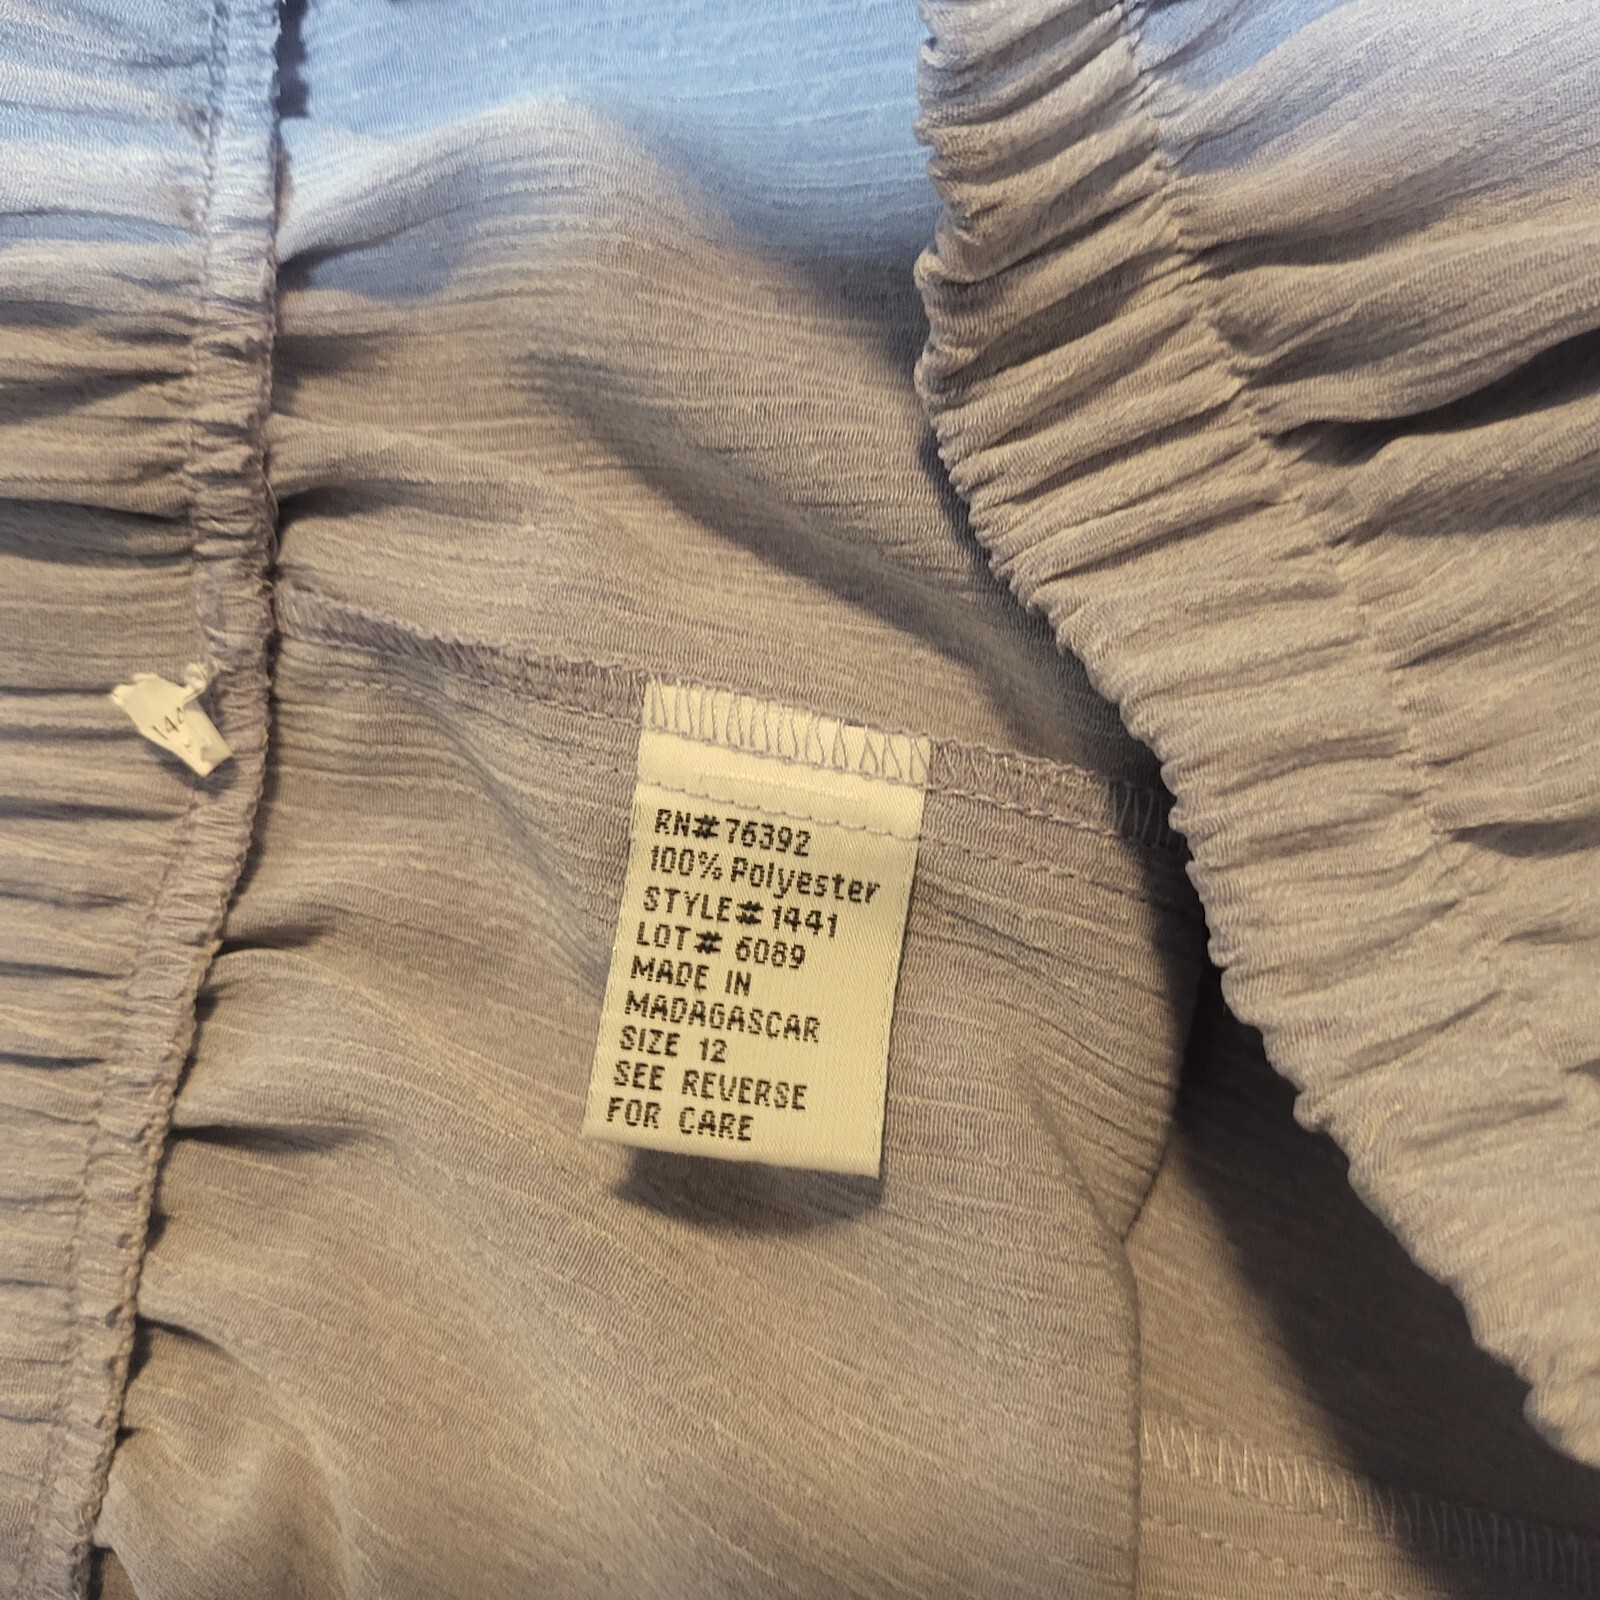 RN#76392
100% Polyester
STYLE# 1441
LOT# 6089
MADE IN
MADAGASCAR
SIZE 12
SEE REVERSE
FOR CARE